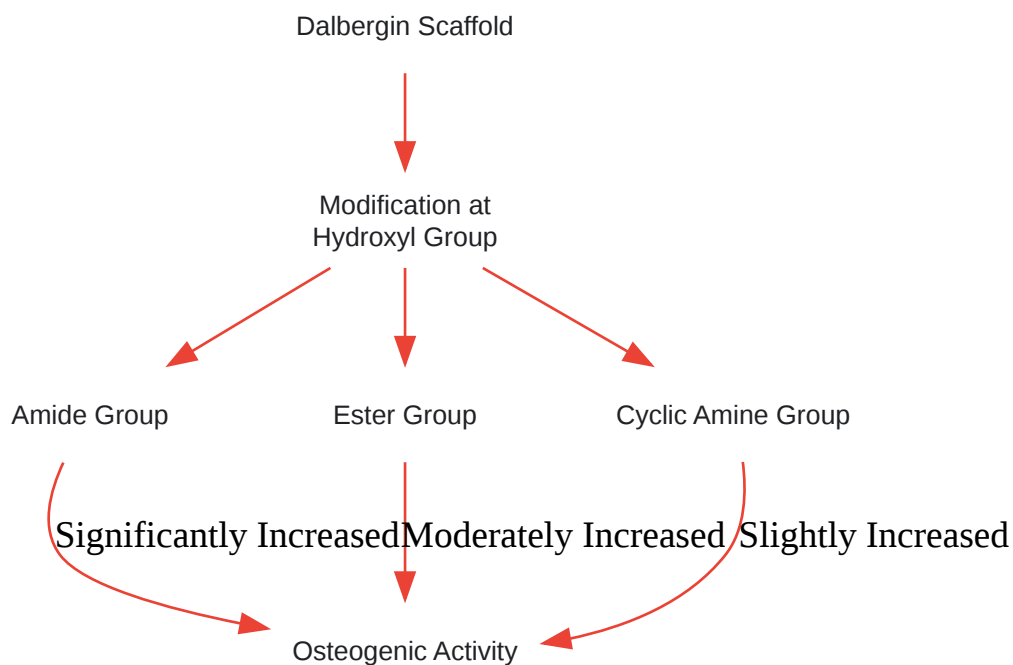 Dalbergin Scaffold
Modification at
Hydroxyl Group
Amide Group
Ester Group
Cyclic Amine Group
Significantly Increased
Moderately Increased
Slightly Increased
Osteogenic Activity